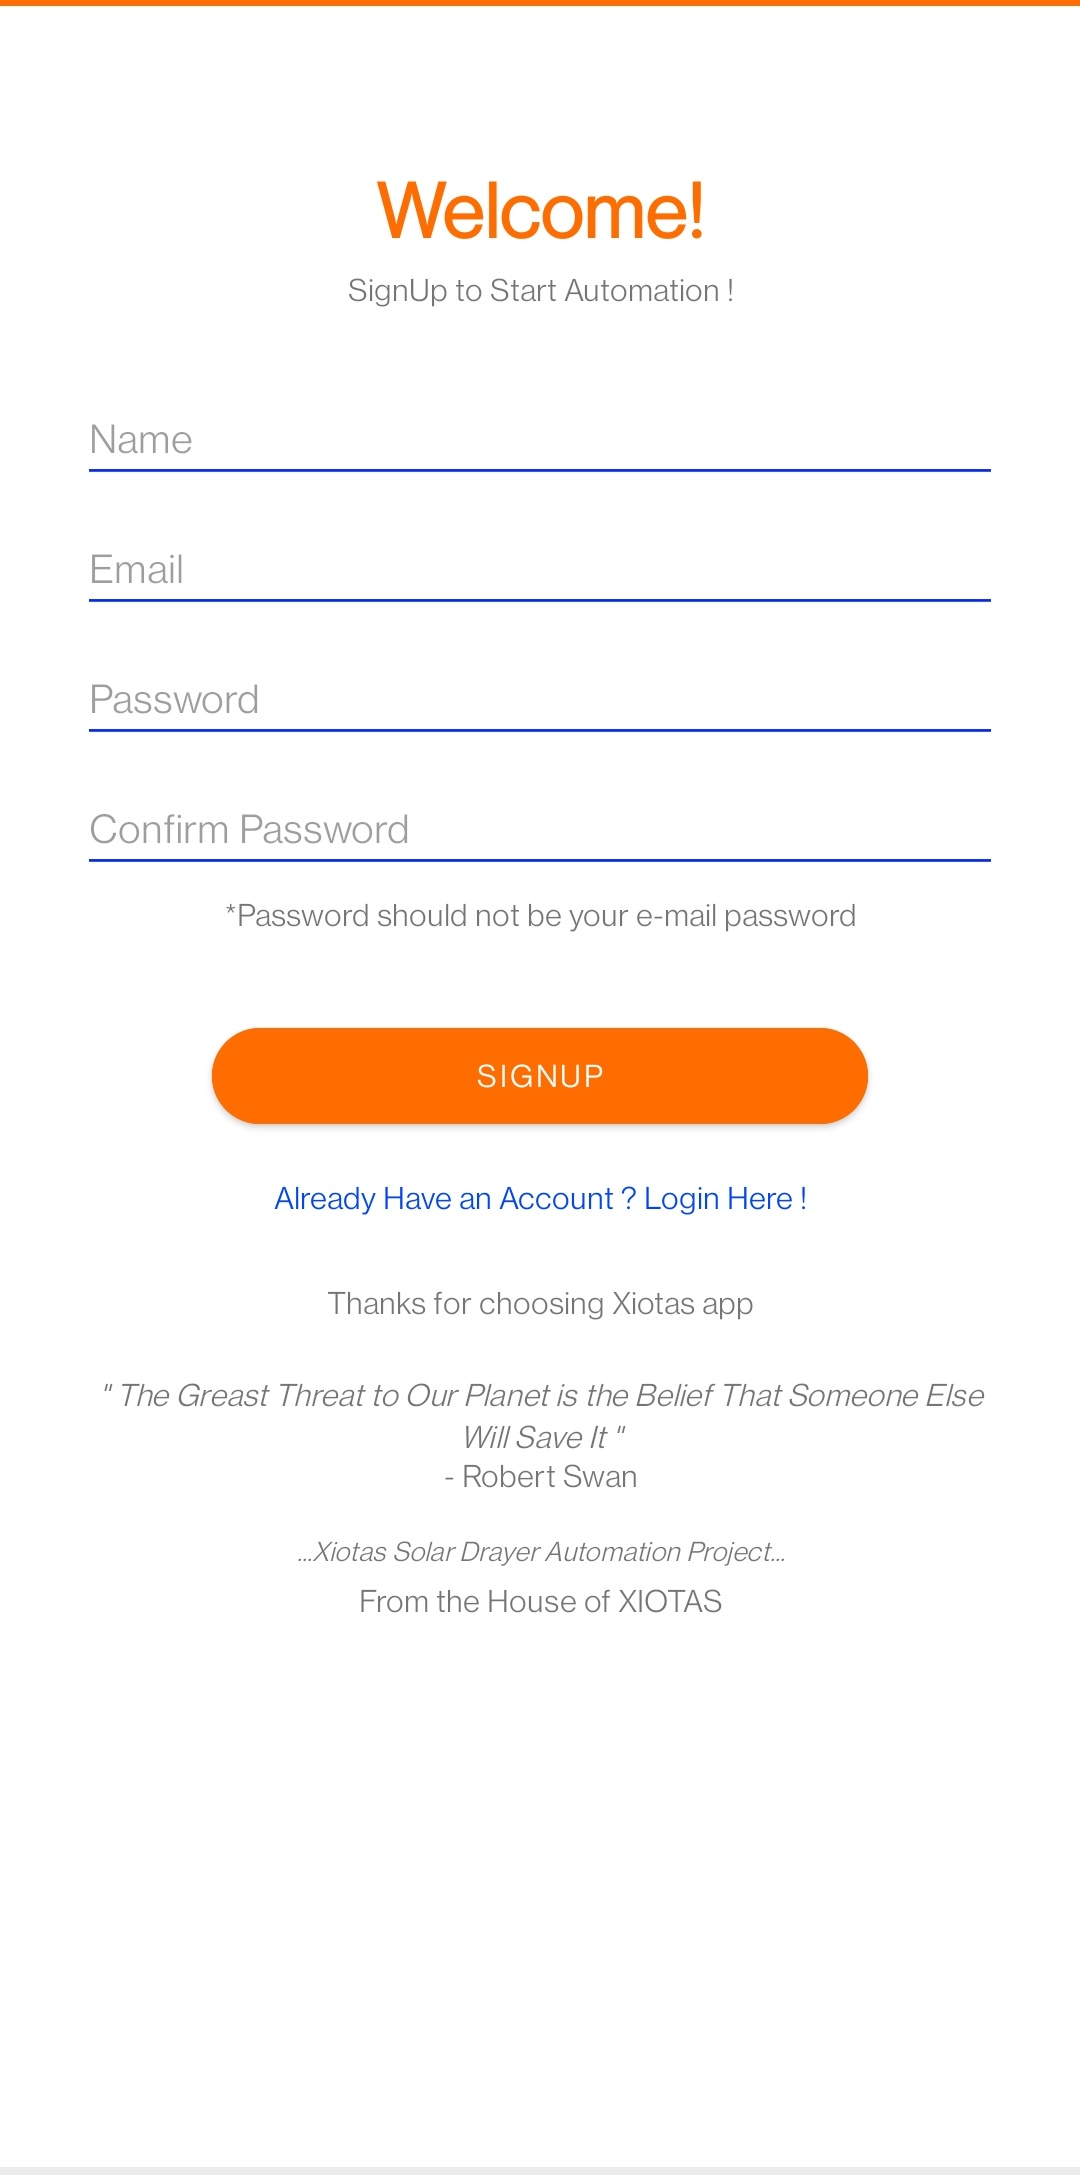 Welcome!
SignUp to Start Automation !
Name
Email
Password
Confirm Password
*Password should not be your e-mail password
SIGNUP
Already Have an Account ? Login Here !
Thanks for choosing Xiotas app
" The Greast Threat to Our Planet is the Belief That Someone Else
Will Save It "
- Robert Swan
...Xiotas Solar Drayer Automation Project...
From the House of XIOTAS